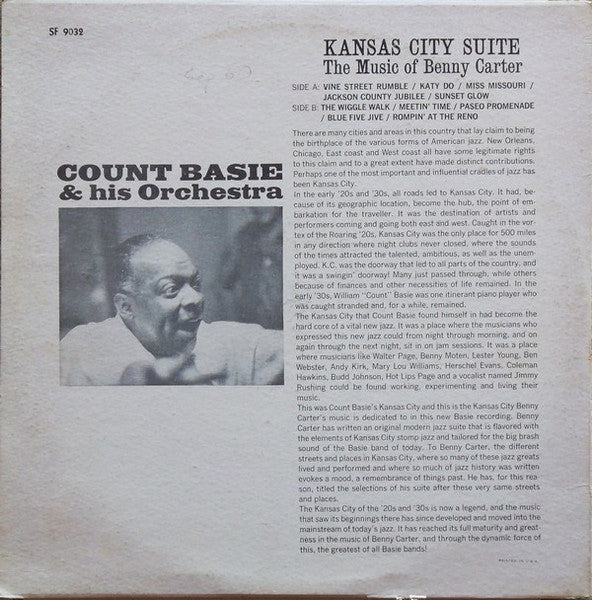 SF 9032
KANSAS CITY SUITE
The Music of Benny Carter
SIDE A: VINE STREET RUMBLE / KATY DO / MISS MISSOURI /
JACKSON COUNTY JUBILEE / SUNSET GLOW
SIDE B: THE WIGGLE WALK / MEETIN' TIME / PASEO PROMENADE
/ BLUE FIVE JIVE / ROMPIN' AT THE RENO
COUNT BASIE
& his Orchestra
There are many cities and areas in this country that lay claim to being
the birthplace of the various forms of American jazz. New Orleans,
Chicago, East coast and West coast all have some legitimate rights
to this claim and to a great extent have made distinct contributions.
Perhaps one of the most important and influential cradles of jazz has
been Kansas City.
In the early '20s and '30s, all roads led to Kansas City. It had, be-
cause of its geographic location, become the hub, the point of em-
barkation for the traveller. It was the destination of artists and
performers coming and going both east and west. Caught in the vor-
tex of the Roaring '20s, Kansas City was the only place for 500 miles
in any direction where night clubs never closed, where the sounds
of the times attracted the talented, ambitious, as well as the unem-
ployed. K.C. was the doorway that led to all parts of the country, and
it was a swingin' doorway! Many just passed through, while others
because of finances and other necessities of life remained. In the
early '30s, William "Count" Basie was one itinerant piano player who
was caught stranded and, for a while, remained.
The Kansas City that Count Basie found himself in had become the
hard core of a vital new jazz. It was a place where the musicians who
expressed this new jazz could from night through morning, and on
again through the next night, sit in on jam sessions. It was a place
where musicians like Walter Page, Benny Moten, Lester Young, Ben
Webster, Andy Kirk, Mary Lou Williams, Herschel Evans, Coleman
Hawkins, Budd Johnson, Hot Lips Page and a vocalist named Jimmy
Rushing could be found working, experimenting and living their
music.
This was Count Basie's Kansas City and this is the Kansas City Benny
Carter's music is dedicated to in this new Basie recording. Benny
Carter has written an original modern jazz suite that is flavored with
the elements of Kansas City stomp jazz and tailored for the big brash
sound of the Basie band of today. To Benny Carter, the different
streets and places in Kansas City, where so many of these jazz greats
lived and performed and where so much of jazz history was written
evokes a mood, a remembrance of things past. He has, for this rea-
son, titled the selections of his suite after these very same streets
and places.
The Kansas City of the '20s and '30s is now a legend, and the music
that saw its beginnings there has since developed and moved into the
mainstream of today's jazz. It has reached its full maturity and great-
ness in the music of Benny Carter, and through the dynamic force of
this, the greatest of all Basie bands!
PRINTED IN U.S.A.